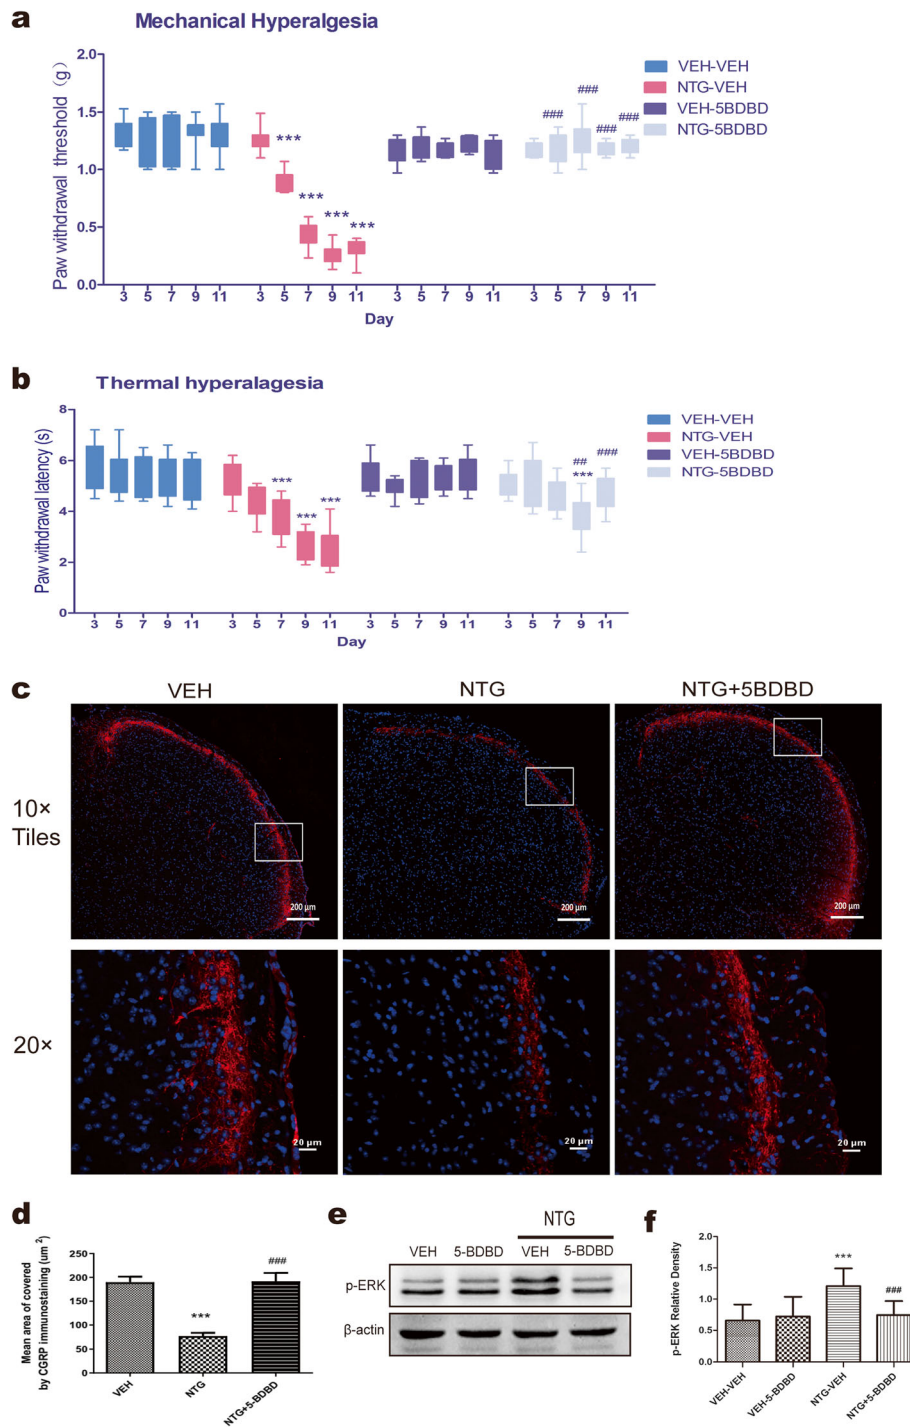 a
Mechanical Hyperalgesia
Paw withdrawal threshold (g)
2.0
1.5
1.0
0.5
0.0
***
***
***
***
###
###
###
###
3 5 7 9 11 3 5 7 9 11 3 5 7 9 11 3 5 7 9 11
Day
VEH-VEH
NTG-VEH
VEH-5BDBD
NTG-5BDBD
b
Thermal hyperalagesia
Paw withdrawal latency (s)
8
6
4
2
0
***
***
***
##
***
###
3 5 7 9 11 3 5 7 9 11 3 5 7 9 11 3 5 7 9 11
Day
VEH-VEH
NTG-VEH
VEH-5BDBD
NTG-5BDBD
c
VEH NTG NTG+5BDBD
10×
Tiles
200 μm 200 μm 200 μm
20×
20 μm 20 μm 20 μm
d
Mean area of covered
by CGRP immunostaining (um ²)
250
200
150
100
50
0
***
###
VEH
NTG
NTG+5-BDBD
e
NTG
VEH 5-BDBD VEH 5-BDBD
p-ERK
β-actin
f
p-ERK Relative Density
2.0
1.5
1.0
0.5
0.0
***
###
VEH-VEH
VEH-5-BDBD
NTG-VEH
NTG+5-BDBD